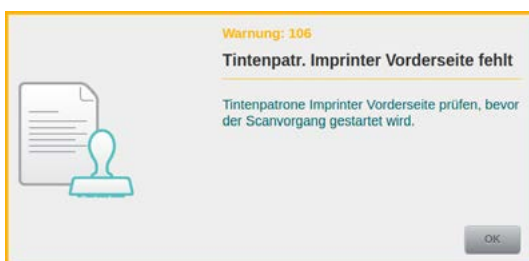 Warnung: 106
Tintenpatr. Imprinter Vorderseite fehlt
Tintenpatrone Imprinter Vorderseite prüfen, bevor
der Scanvorgang gestartet wird.
OK